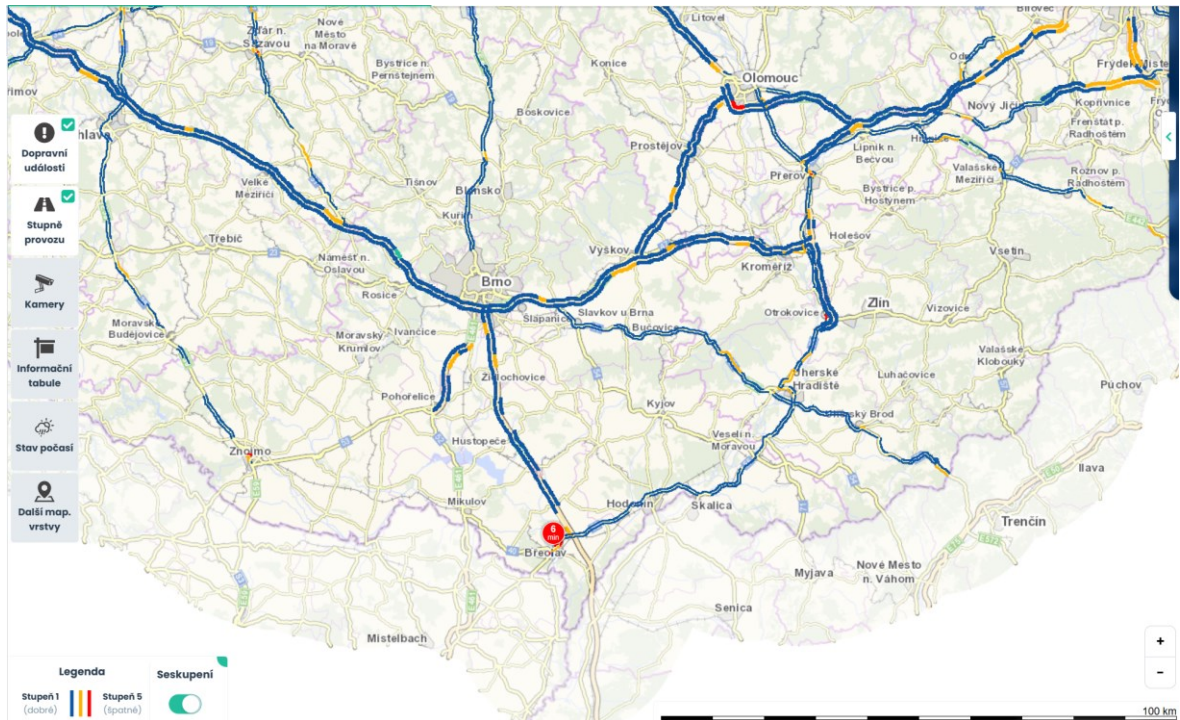 Litovel
Bílovec
Žďár n.
Sázavou
Nové
Město
na Moravě
Bystřice n.
Pernštejnem
Konice
Olomouc
Boskovice
Nový Jičín
Kopřivnice
Frenštát p.
Radhoštěm
Dopravní
události
Prostějov
Lipník n.
Bečvou
Přerov
Valašské
Meziříčí
Rožnov p.
Radhoštěm
Velké
Meziříčí
Tišnov
Blansko
Kuřim
Bystřice p.
Hostýnem
Stupně
provozu
Třebíč
Náměšť n.
Oslavou
Rosice
Vyškov
Holešov
Kroměříž
Vsetín
Brno
Kamery
Šlapanice
Slavkov u Brna
Bučovice
Otrokovice
Zlín
Vizovice
Moravské
Budějovice
Moravský
Krumlov
Ivančice
Informační
tabule
Židlochovice
Valašské
Klobouky
Uherské
Hradiště
Luhačovice
Púchov
Pohořelice
Kyjov
Uherský Brod
Stav počasí
Znojmo
Hustopeče
Veselí n.
Moravou
Ilava
Další map.
vrstvy
Mikulov
Hodonín
Skalica
Trenčín
6
min
Břeclav
Myjava
Nové Mesto
n. Váhom
Senica
Mistelbach
Legenda
Seskupení
Stupeň 1
(dobré)
Stupeň 5
(špatné)
+
−
100 km